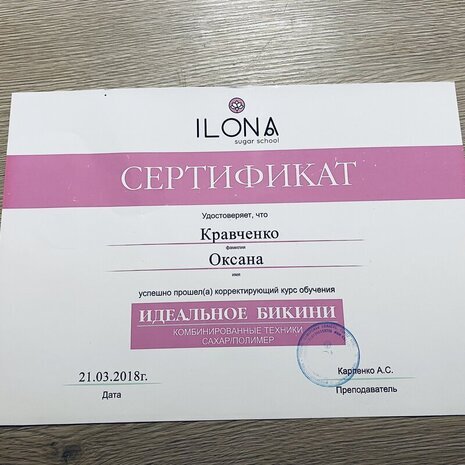 ILONA
sugar school
СЕРТИФИКАТ
Удостоверяет, что
Кравченко
фамилия
Оксана
имя
успешно прошел(а) корректирующий курс обучения
ИДЕАЛЬНОЕ БИКИНИ
КОМБИНИРОВАННЫЕ ТЕХНИКИ
САХАР/ПОЛИМЕР
21.03.2018г.
Дата
Карпенко А.С.
Преподаватель